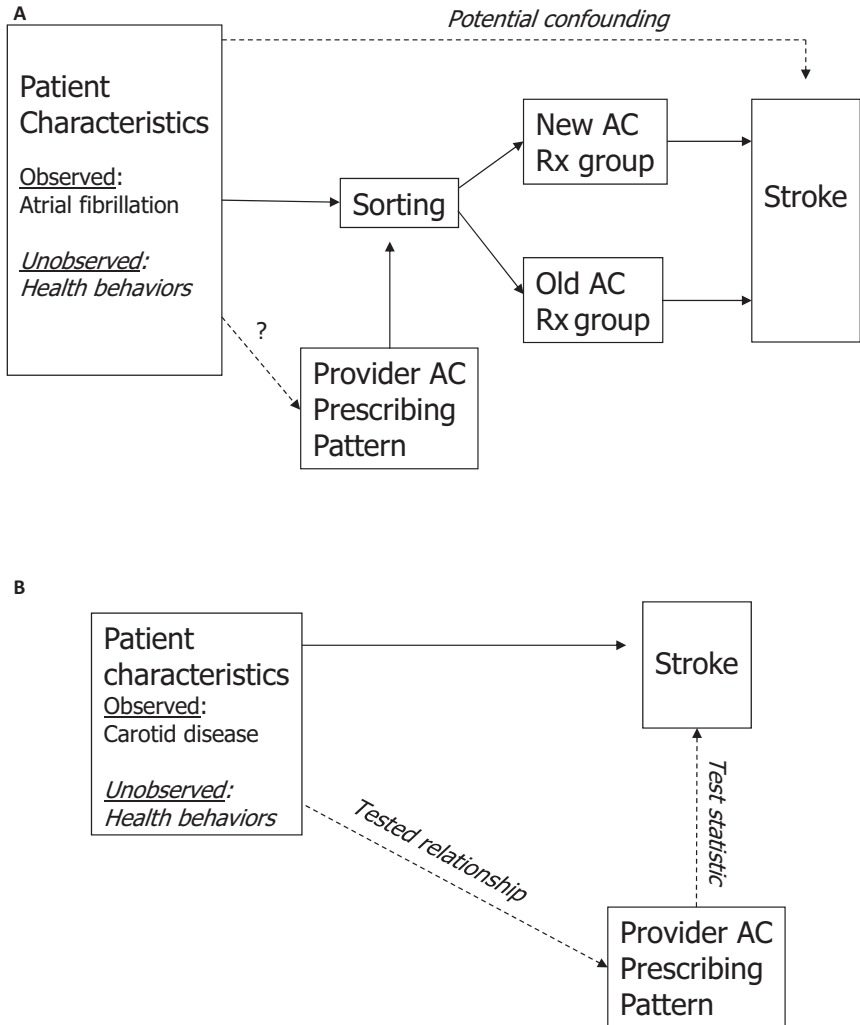 A
Potential confounding
Patient
Characteristics
Observed:
Atrial fibrillation
Unobserved:
Health behaviors
Sorting
New AC
Rx group
Old AC
Rx group
Stroke
?
Provider AC
Prescribing
Pattern
B
Patient
characteristics
Observed:
Carotid disease
Unobserved:
Health behaviors
Stroke
Tested relationship
Test statistic
Provider AC
Prescribing
Pattern